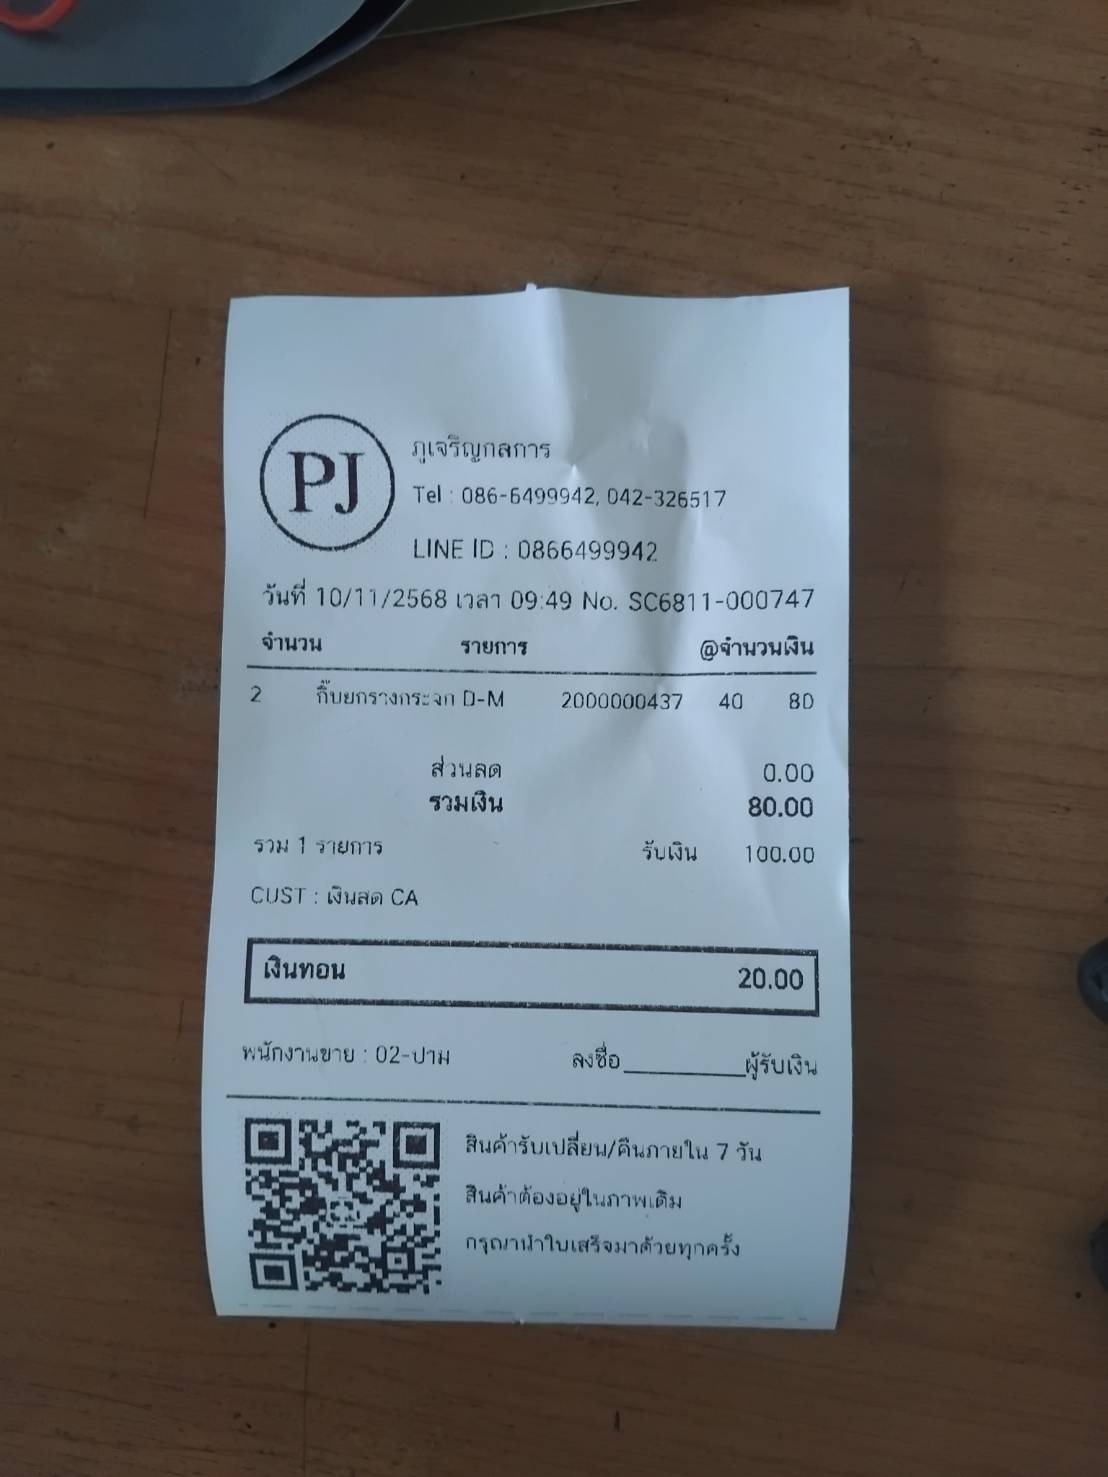 PJ
ภูเจริญกลการ
Tel : 086-6499942, 042-326517
LINE ID : 0866499942
วันที่ 10/11/2568 เวลา 09:49 No. SC6811-000747
จำนวน รายการ @จำนวนเงิน
2 กิ๊บยกรางกระจก D-M 2000000437 40 80
ส่วนลด 0.00
รวมเงิน 80.00
รวม 1 รายการ รับเงิน 100.00
CUST : เงินสด CA
เงินทอน 20.00
พนักงานขาย : 02-ปาม ลงชื่อ__________ผู้รับเงิน
สินค้ารับเปลี่ยน/คืนภายใน 7 วัน
สินค้าต้องอยู่ในภาพเดิม
กรุณานำใบเสร็จมาด้วยทุกครั้ง